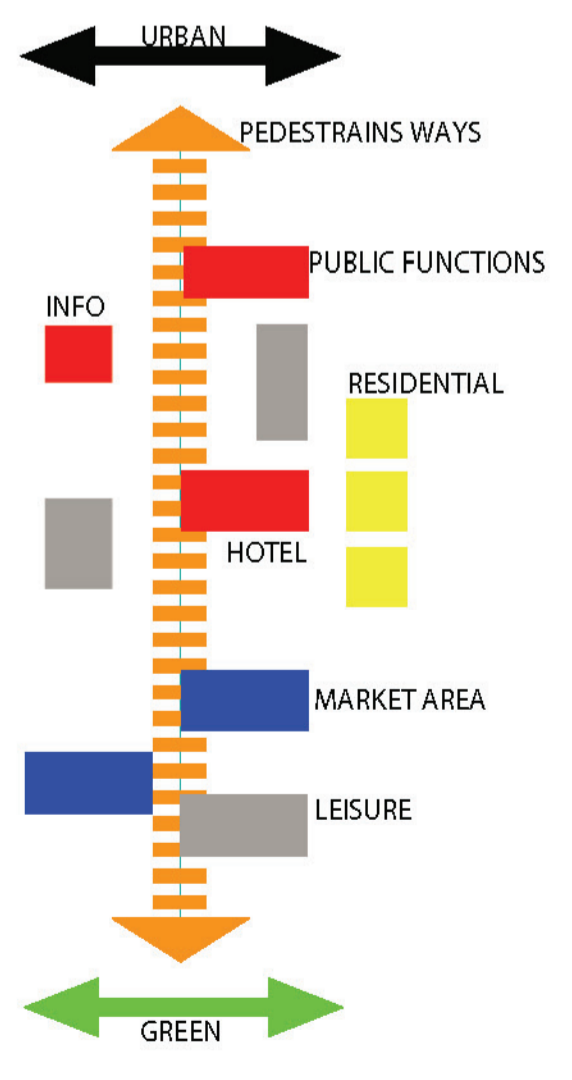 URBAN
PEDESTRAINS WAYS
PUBLIC FUNCTIONS
INFO
RESIDENTIAL
HOTEL
MARKET AREA
LEISURE
GREEN